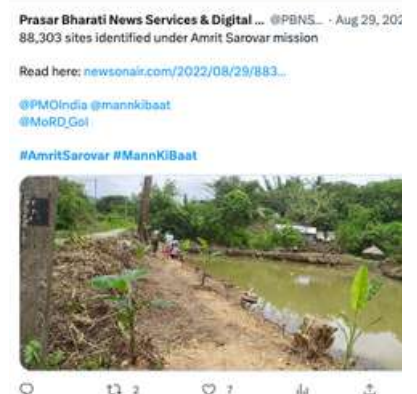 Prasar Bharati News Services & Digital ... @PBNS... · Aug 29, 202
88,303 sites identified under Amrit Sarovar mission
Read here: newsonair.com/2022/08/29/883...
@PMOIndia @mannkibaat
@MoRD_GoI
#AmritSarovar #MannKiBaat
2 7